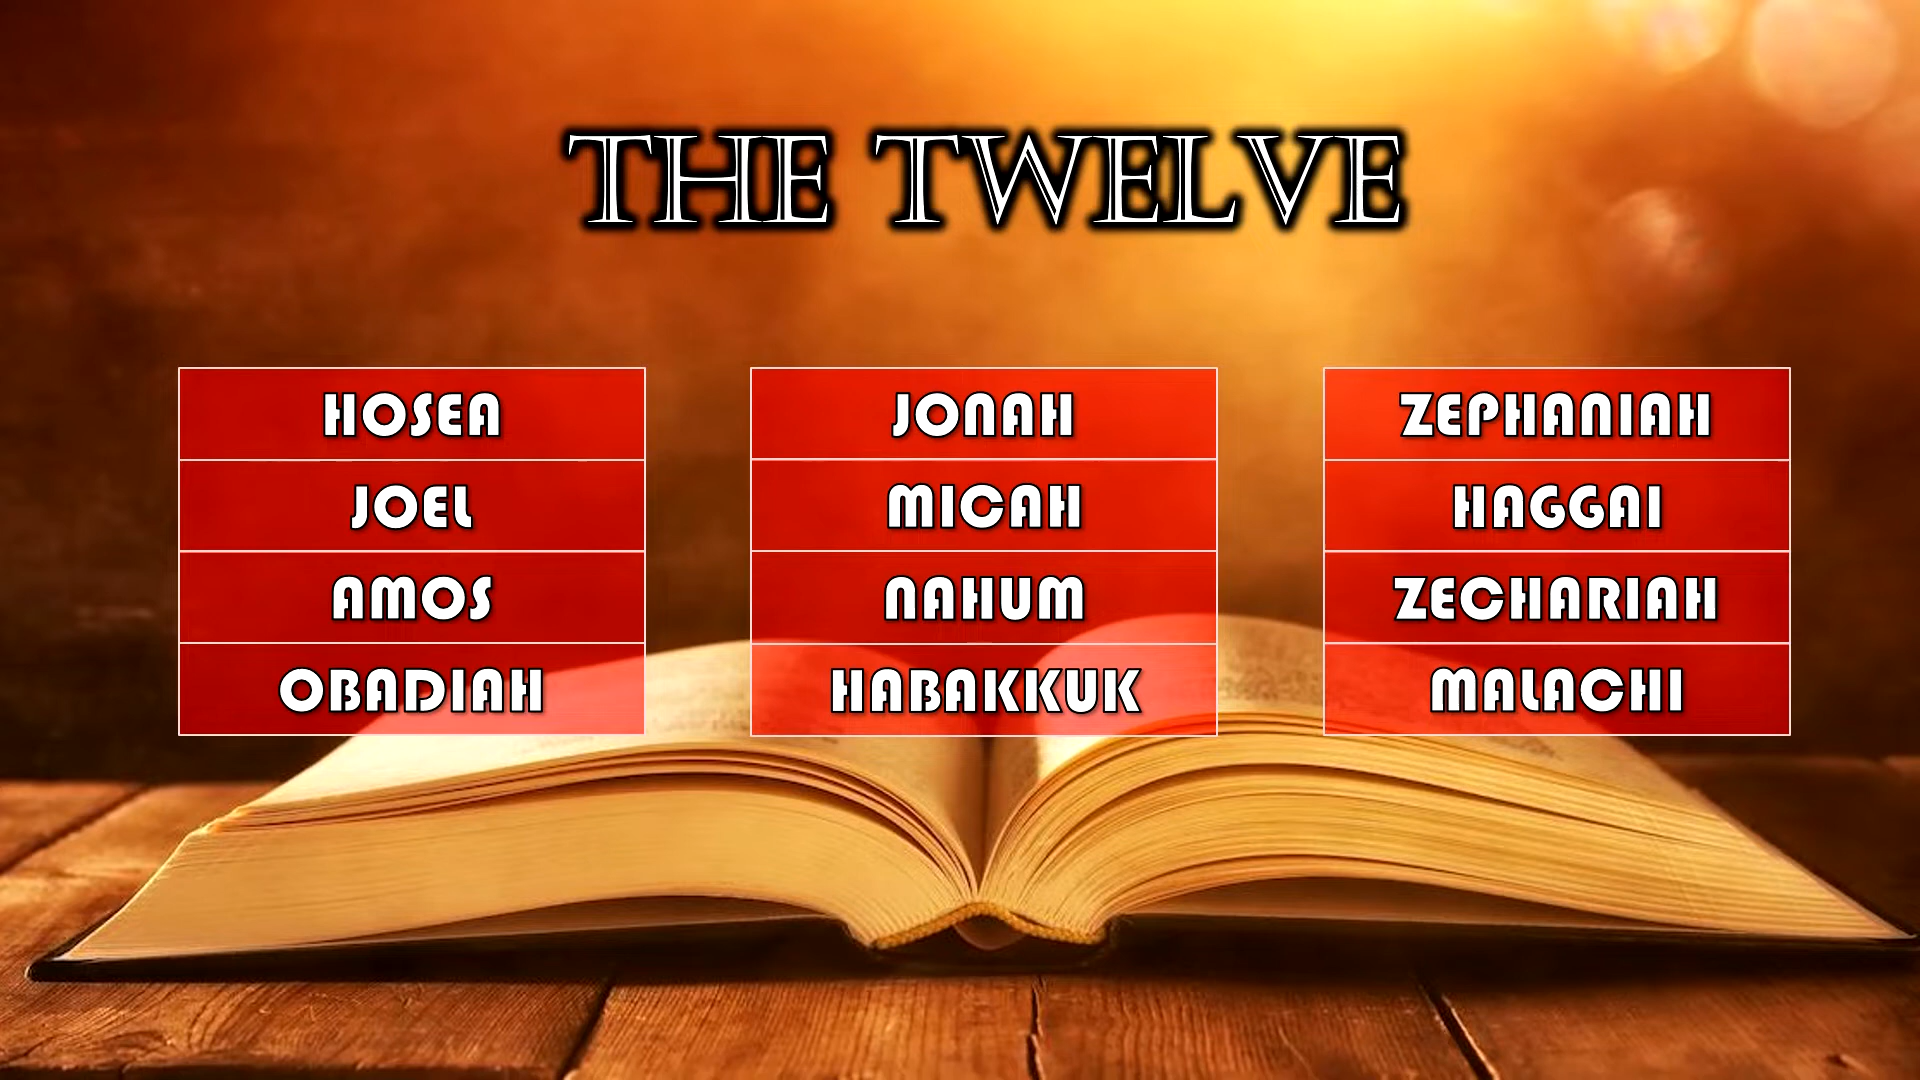 THE TWELVE
HOSEA
JOEL
AMOS
OBADIAH
JONAH
MICAH
NAHUM
HABAKKUK
ZEPHANIAH
HAGGAI
ZECHARIAH
MALACHI